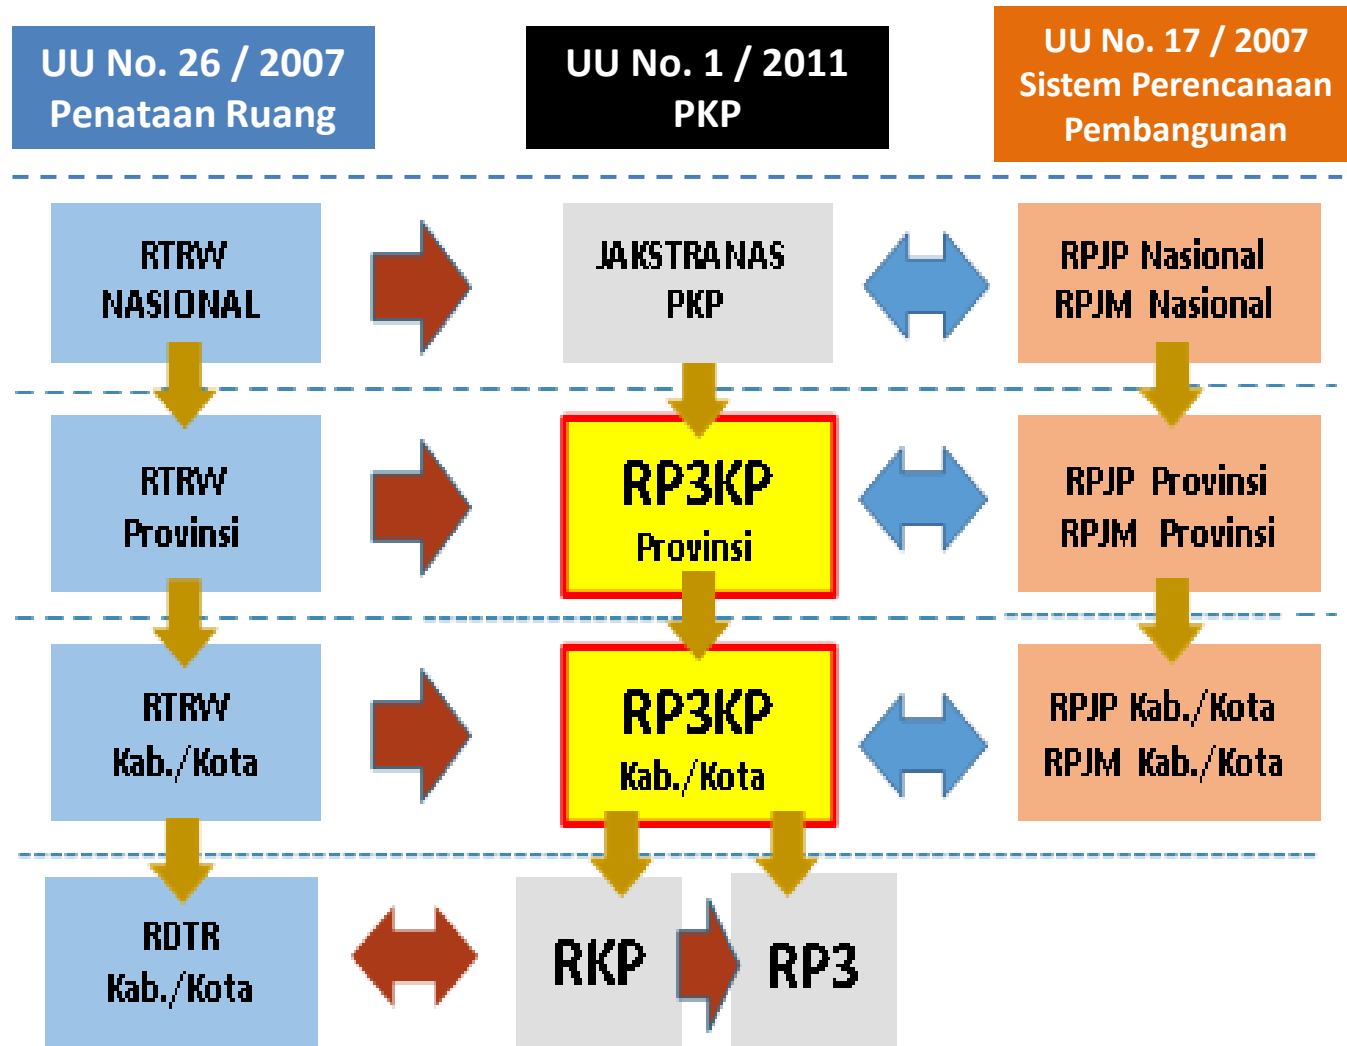 UU No. 26 / 2007
Penataan Ruang
UU No. 1 / 2011
PKP
UU No. 17 / 2007
Sistem Perencanaan
Pembangunan
RTRW
NASIONAL
JAKSTRANAS
PKP
RPJP Nasional
RPJM Nasional
RTRW
Provinsi
RP3KP
Provinsi
RPJP Provinsi
RPJM Provinsi
RTRW
Kab./Kota
RP3KP
Kab./Kota
RPJP Kab./Kota
RPJM Kab./Kota
RDTR
Kab./Kota
RKP
RP3